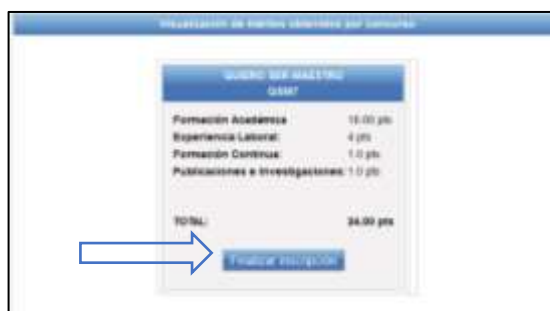 Visualización de méritos obtenidos por concurso
QUIERO SER MAESTRO
QSM7
Formación Académica 18.00 pts
Experiencia Laboral: 4 pts
Formación Continua: 1.0 pts
Publicaciones e Investigaciones: 1.0 pts
TOTAL: 24.00 pts
Finalizar inscripción